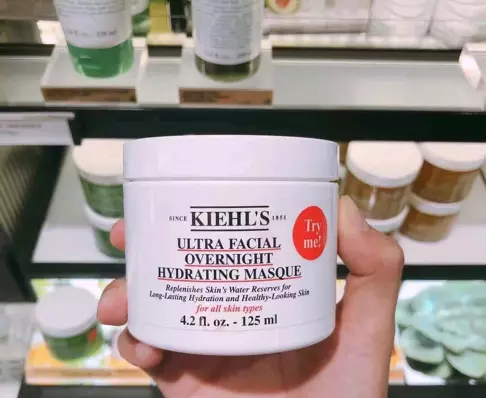 SINCE KIEHL'S 1851
Try
me!
ULTRA FACIAL
OVERNIGHT
HYDRATING MASQUE
Replenishes Skin's Water Reserves for
Long-Lasting Hydration and Healthy-Looking Skin
for all skin types
4.2 fl. oz. - 125 ml